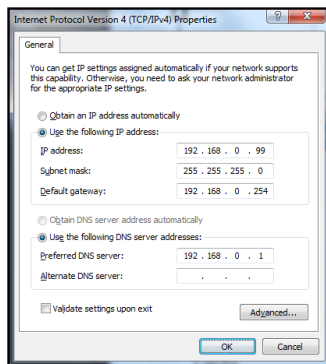 Internet Protocol Version 4 (TCP/IPv4) Properties
General
You can get IP settings assigned automatically if your network supports
this capability. Otherwise, you need to ask your network administrator
for the appropriate IP settings.
Obtain an IP address automatically
Use the following IP address:
IP address: 192 . 168 . 0 . 99
Subnet mask: 255 . 255 . 255 . 0
Default gateway: 192 . 168 . 0 . 254
Obtain DNS server address automatically
Use the following DNS server addresses:
Preferred DNS server: 192 . 168 . 0 . 1
Alternate DNS server: . . .
Validate settings upon exit
Advanced...
OK Cancel